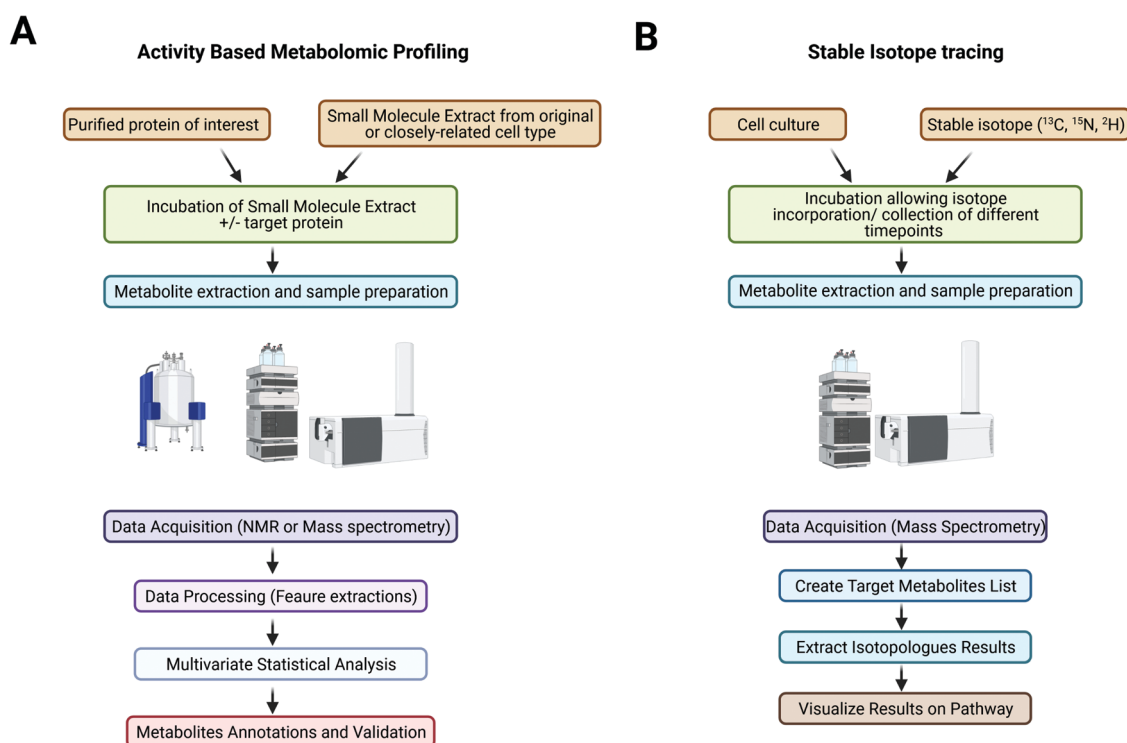 A
Activity Based Metabolomic Profiling
Purified protein of interest
Small Molecule Extract from original
or closely-related cell type
Incubation of Small Molecule Extract
+/- target protein
Metabolite extraction and sample preparation
Data Acquisition (NMR or Mass spectrometry)
Data Processing (Feaure extractions)
Multivariate Statistical Analysis
Metabolites Annotations and Validation
B
Stable Isotope tracing
Cell culture
Stable isotope (¹³C, ¹⁵N, ²H)
Incubation allowing isotope
incorporation/ collection of different
timepoints
Metabolite extraction and sample preparation
Data Acquisition (Mass Spectrometry)
Create Target Metabolites List
Extract Isotopologues Results
Visualize Results on Pathway